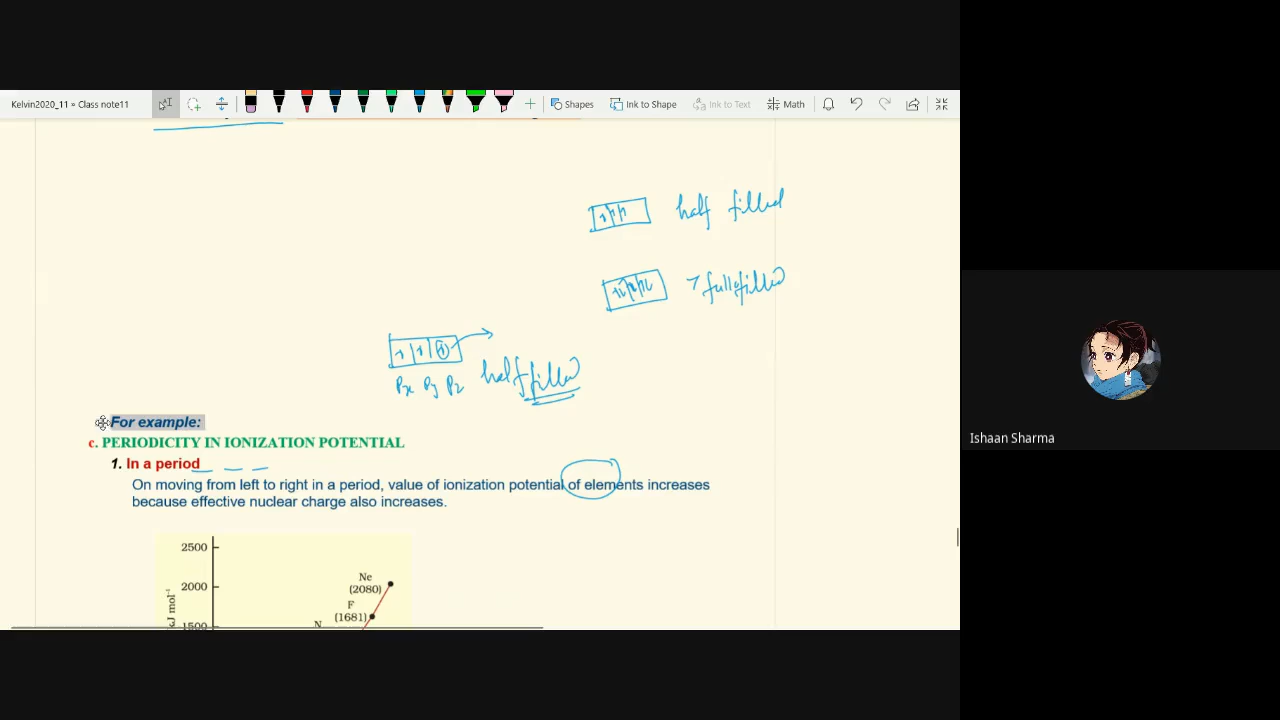 Kelvin2020_11 » Class note11
Shapes
Ink to Shape
Ink to Text
Math
half filled
fullfilled
Px Py Pz
half filled
For example:
c. PERIODICITY IN IONIZATION POTENTIAL
1. In a period
On moving from left to right in a period, value of ionization potential of elements increases
because effective nuclear charge also increases.
2500
2000
1500
kJ mol⁻¹
Ne
(2080)
F
(1681)
N
Ishaan Sharma